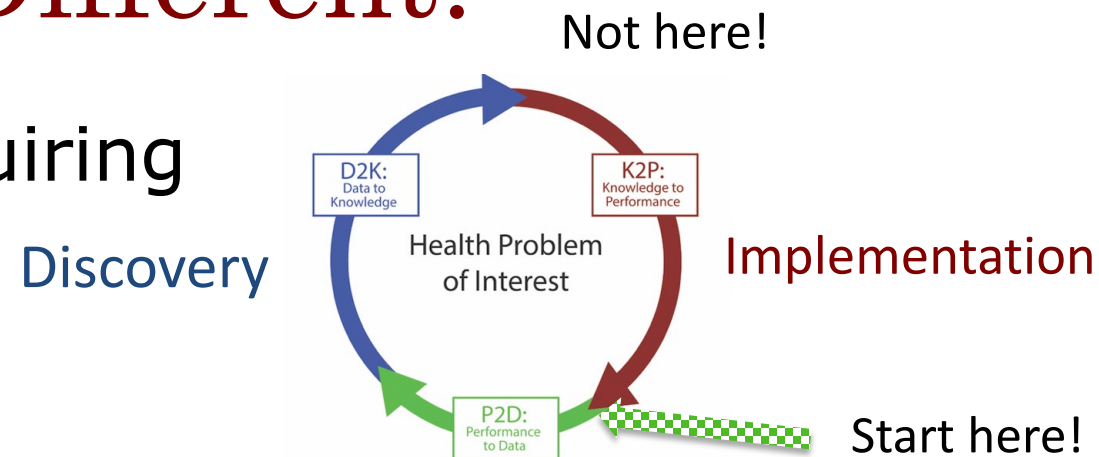 Not here!
D2K:
Data to
Knowledge
K2P:
Knowledge to
Performance
Health Problem
of Interest
Discovery
Implementation
P2D:
Performance
to Data
Start here!